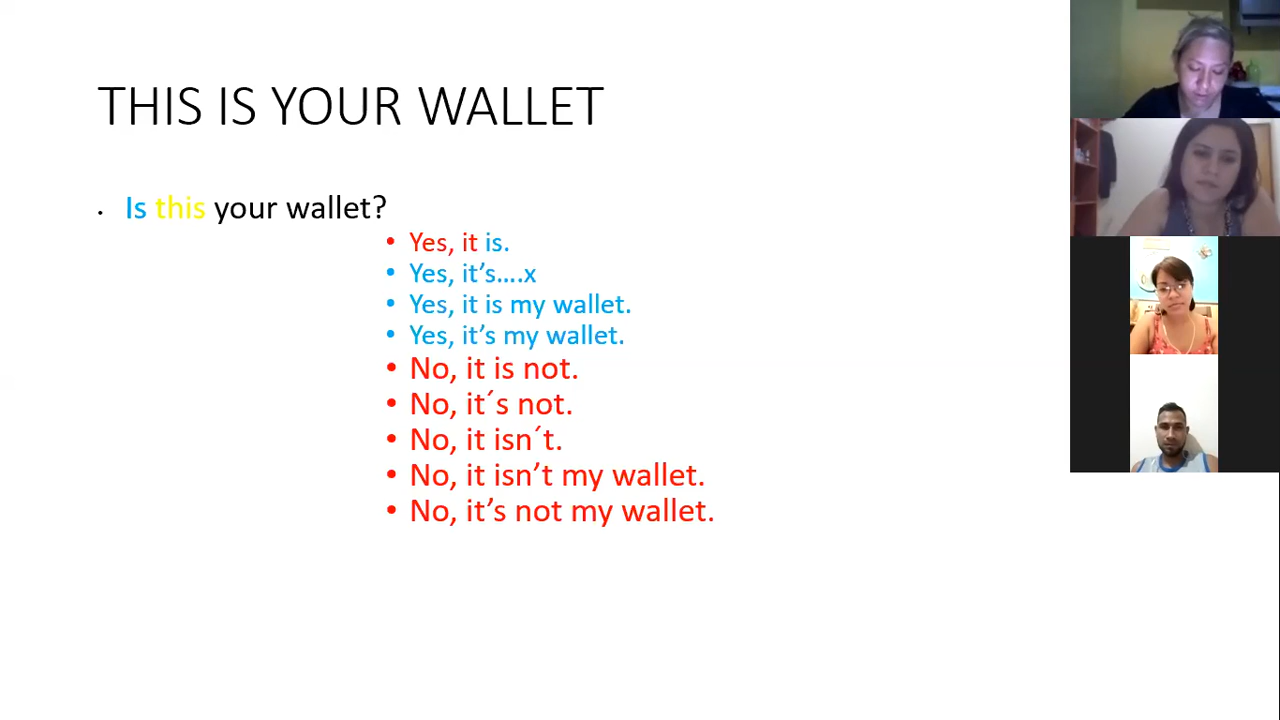 THIS IS YOUR WALLET
• Is this your wallet?
• Yes, it is.
• Yes, it’s….x
• Yes, it is my wallet.
• Yes, it’s my wallet.
• No, it is not.
• No, it´s not.
• No, it isn´t.
• No, it isn’t my wallet.
• No, it’s not my wallet.